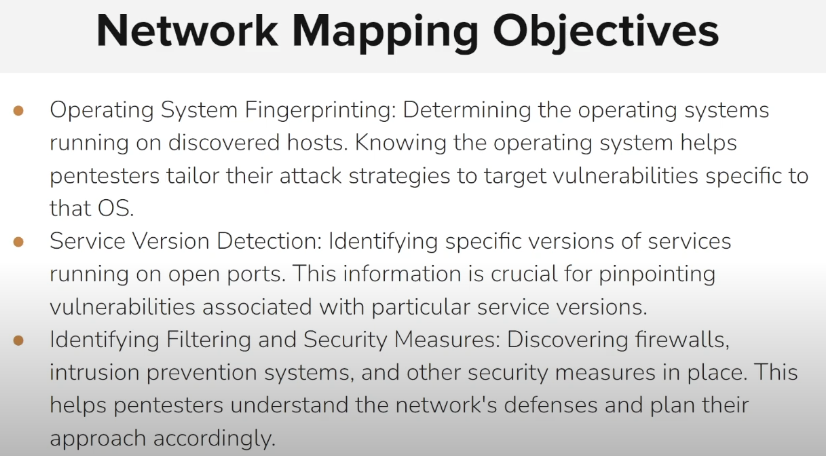 Network Mapping Objectives
● Operating System Fingerprinting: Determining the operating systems
running on discovered hosts. Knowing the operating system helps
pentesters tailor their attack strategies to target vulnerabilities specific to
that OS.
● Service Version Detection: Identifying specific versions of services
running on open ports. This information is crucial for pinpointing
vulnerabilities associated with particular service versions.
● Identifying Filtering and Security Measures: Discovering firewalls,
intrusion prevention systems, and other security measures in place. This
helps pentesters understand the network's defenses and plan their
approach accordingly.